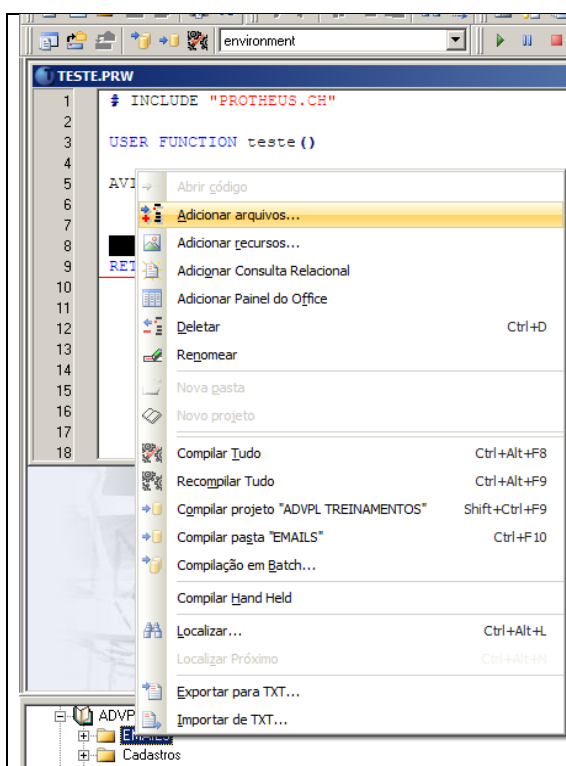 environment
TESTE.PRW
1 # INCLUDE "PROTHEUS.CH"
2
3 USER FUNCTION teste()
4
5 AVI
6
7
8
9 RET
10
11
12
13
14
15
16
17
18
Abrir código
Adicionar arquivos...
Adicionar recursos...
Adicionar Consulta Relacional
Adicionar Painel do Office
Deletar Ctrl+D
Renomear
Nova pasta
Novo projeto
Compilar Tudo Ctrl+Alt+F8
Recompilar Tudo Ctrl+Alt+F9
Compilar projeto "ADVPL TREINAMENTOS" Shift+Ctrl+F9
Compilar pasta "EMAILS" Ctrl+F10
Compilação em Batch...
Compilar Hand Held
Localizar... Ctrl+Alt+L
Localizar Próximo Ctrl+Alt+N
Exportar para TXT...
Importar de TXT...
ADVP
EMAILS
Cadastros